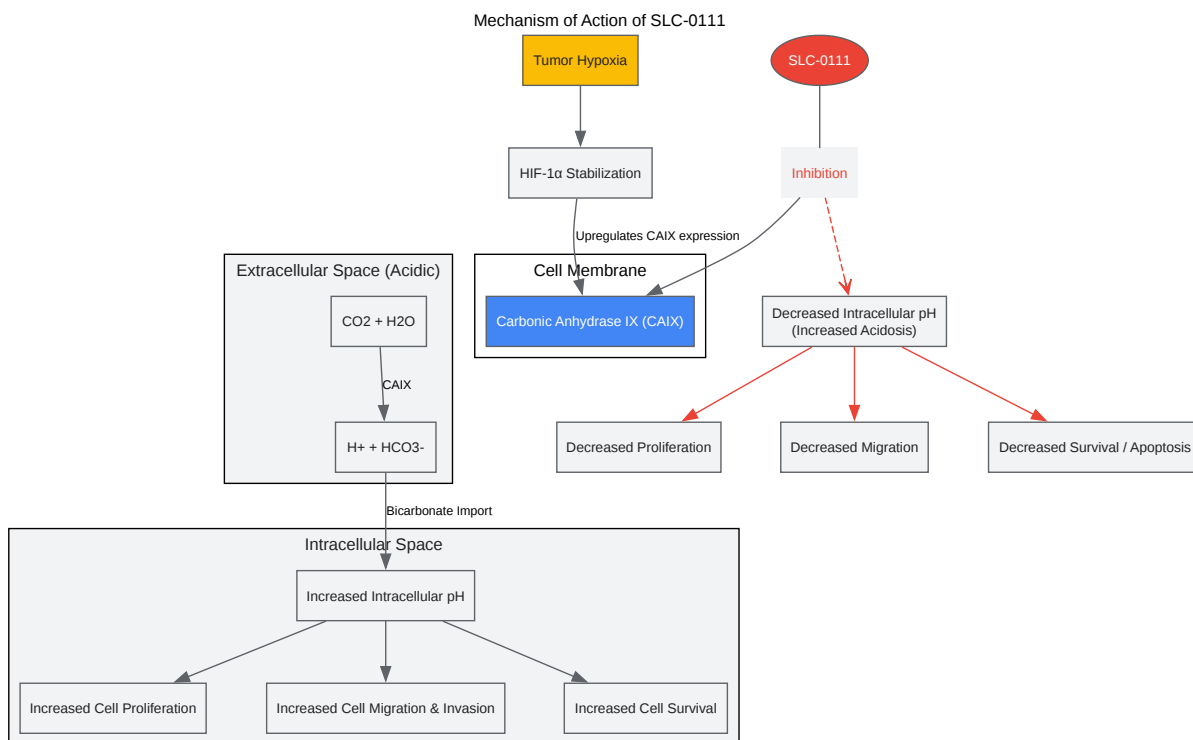 Mechanism of Action of SLC-0111
Tumor Hypoxia
SLC-0111
HIF-1α Stabilization
Inhibition
Upregulates CAIX expression
Extracellular Space (Acidic)
Cell Membrane
CO2 + H2O
Carbonic Anhydrase IX (CAIX)
Decreased Intracellular pH
(Increased Acidosis)
CAIX
H+ + HCO3-
Decreased Proliferation
Decreased Migration
Decreased Survival / Apoptosis
Bicarbonate Import
Intracellular Space
Increased Intracellular pH
Increased Cell Proliferation
Increased Cell Migration & Invasion
Increased Cell Survival